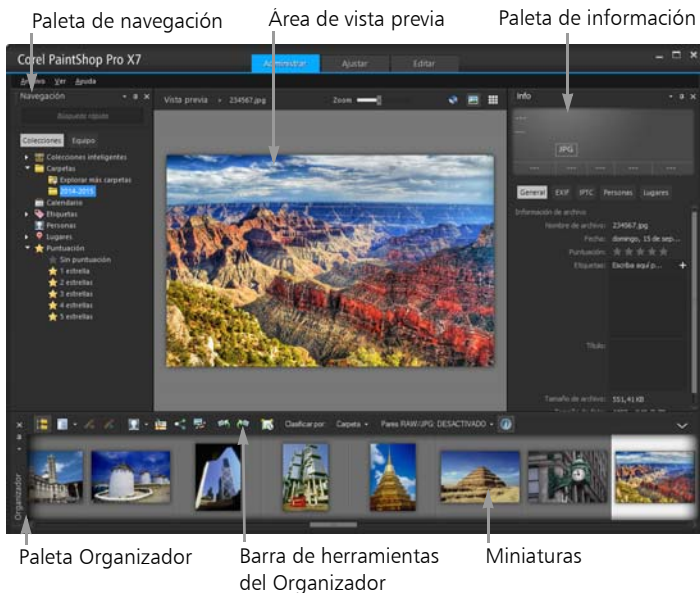 Paleta de navegación
Área de vista previa
Paleta de información
Corel PaintShop Pro X7
Administrar Ajustar Editar
Archivo Ver Ayuda
Navegación
Búsqueda rápida
Colecciones Equipo
Colecciones inteligentes
Carpetas
Explorar más carpetas
2014-2015
Calendario
Etiquetas
Personas
Lugares
Puntuación
Sin puntuación
1 estrella
2 estrellas
3 estrellas
4 estrellas
5 estrellas
Vista previa 234567.jpg Zoom
Info
JPG
General EXIF IPTC Personas Lugares
Información de archivo
Nombre de archivo: 234567.jpg
Fecha: domingo, 15 de sep...
Puntuación:
Etiquetas: Escriba aquí p...
Título:
Tamaño de archivo: 551,41 KB
Clasificar por: Carpeta Pares RAW/JPG: DESACTIVADO
Organizador
Paleta Organizador
Barra de herramientas
del Organizador
Miniaturas